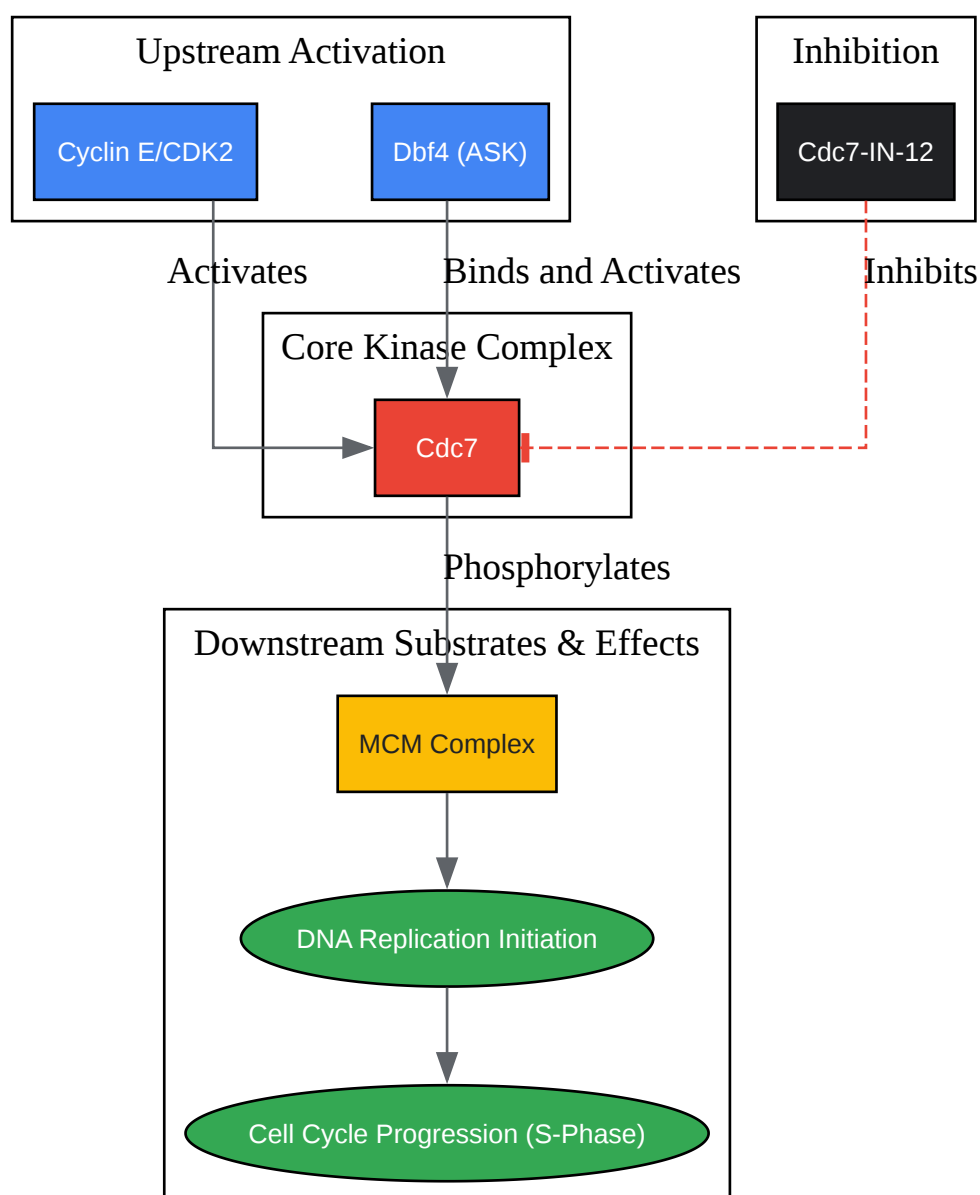 Upstream Activation
Inhibition
Cyclin E/CDK2
Dbf4 (ASK)
Cdc7-IN-12
Activates
Binds and Activates
Inhibits
Core Kinase Complex
Cdc7
Phosphorylates
Downstream Substrates & Effects
MCM Complex
DNA Replication Initiation
Cell Cycle Progression (S-Phase)